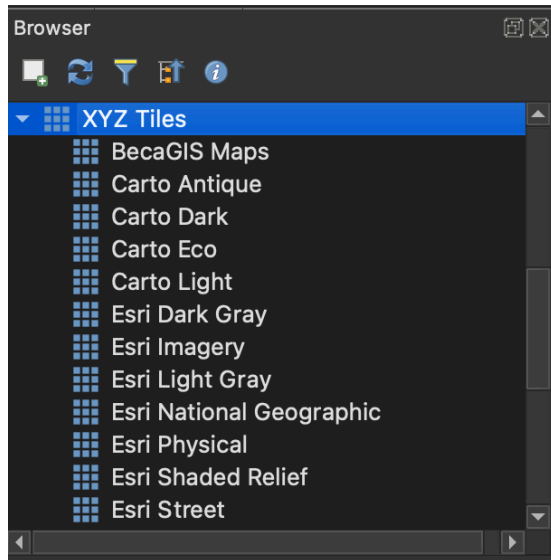 Browser
XYZ Tiles
BecaGIS Maps
Carto Antique
Carto Dark
Carto Eco
Carto Light
Esri Dark Gray
Esri Imagery
Esri Light Gray
Esri National Geographic
Esri Physical
Esri Shaded Relief
Esri Street